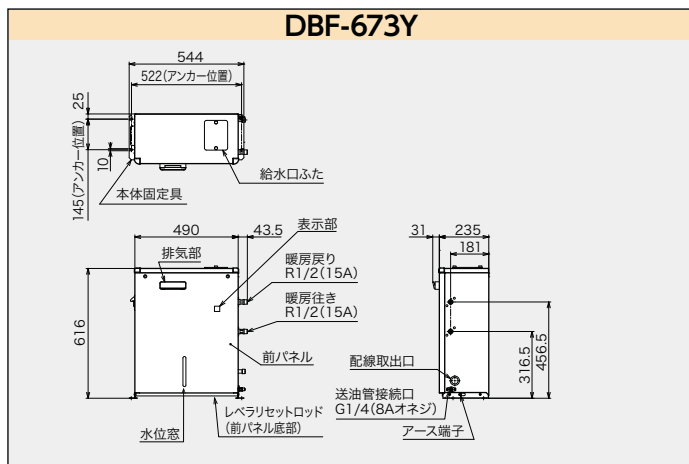 DBF-673Y
544
522(アンカー位置)
25
145(アンカー位置)
10
本体固定具
給水口ふた
490
43.5
表示部
排気部
暖房戻り
R1/2(15A)
暖房往き
R1/2(15A)
616
前パネル
水位窓
レベラリセットロッド
(前パネル底部)
31
235
181
316.5
456.5
配線取出口
送油管接続口
G1/4(8Aオネジ)
アース端子